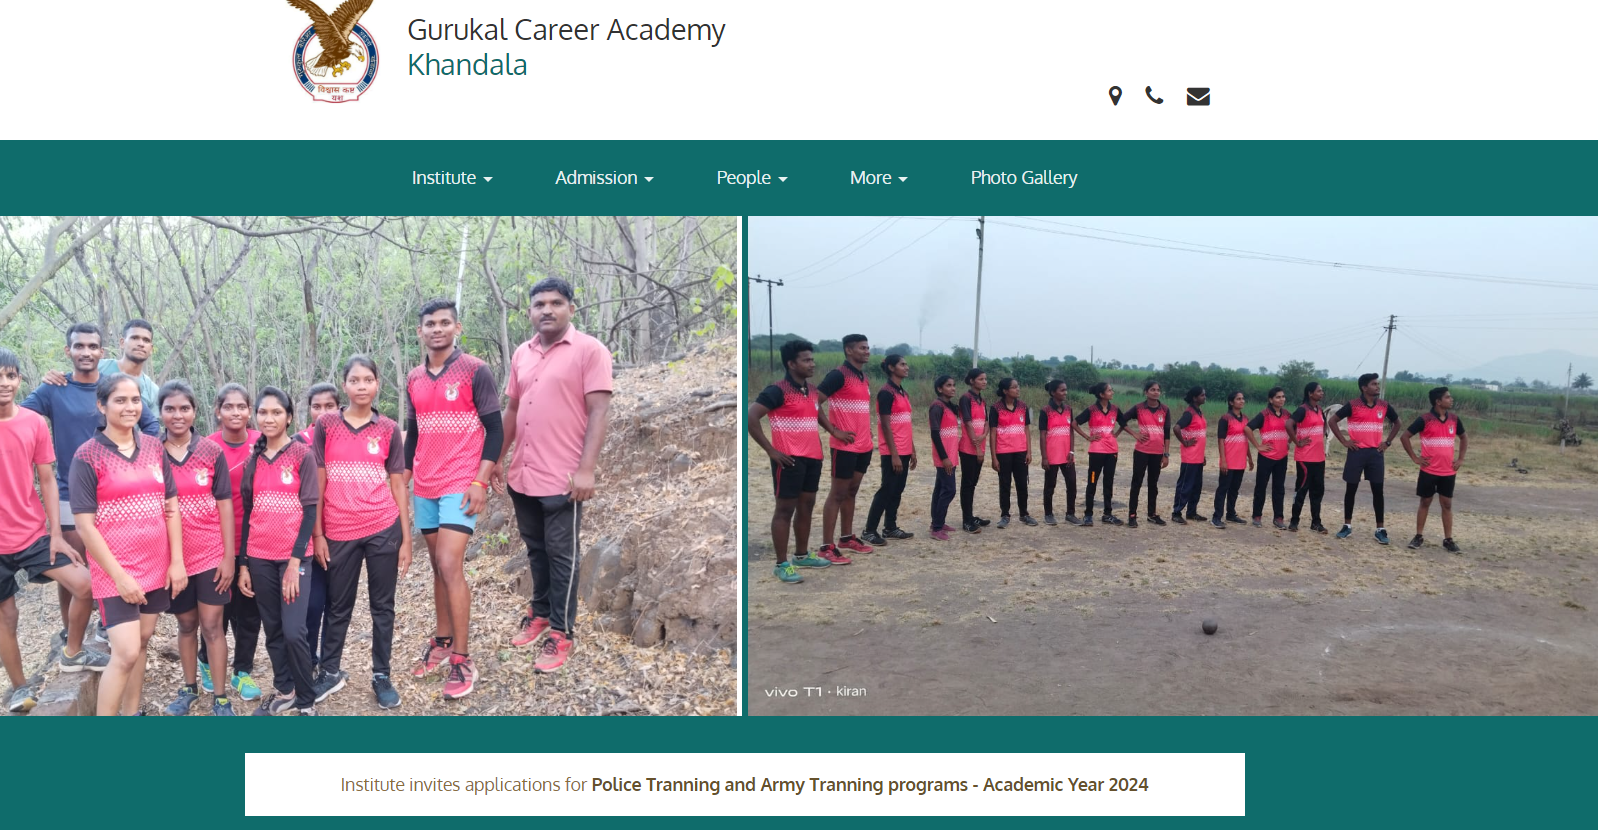 विश्वास कष्ट
यश
Gurukal Career Academy
Khandala
Institute
Admission
People
More
Photo Gallery
vivo T1 · kiran
Institute invites applications for Police Tranning and Army Tranning programs - Academic Year 2024